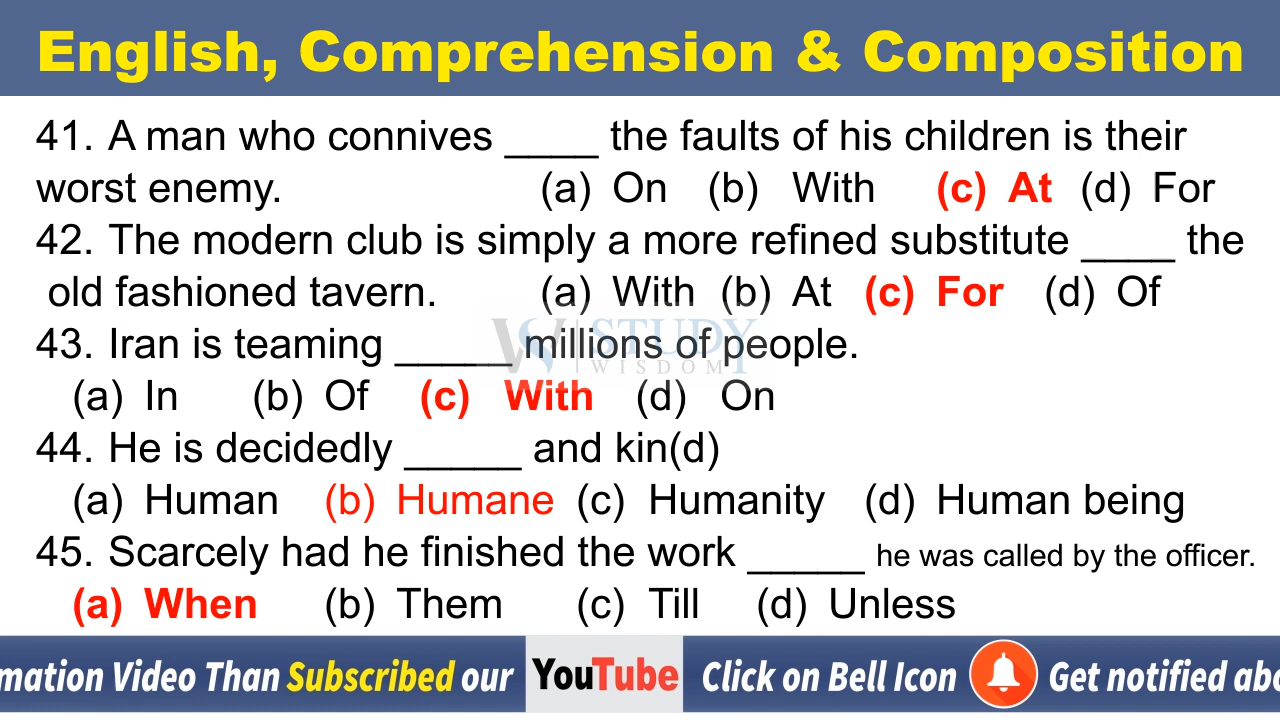 English, Comprehension & Composition
41. A man who connives ____ the faults of his children is their
worst enemy. (a) On (b) With (c) At (d) For
42. The modern club is simply a more refined substitute ____ the
old fashioned tavern. (a) With (b) At (c) For (d) Of
43. Iran is teaming _____ millions of people.
STUDY
WISDOM
(a) In (b) Of (c) With (d) On
44. He is decidedly _____ and kin(d)
(a) Human (b) Humane (c) Humanity (d) Human being
45. Scarcely had he finished the work _____ he was called by the officer.
(a) When (b) Them (c) Till (d) Unless
mation Video Than Subscribed our YouTube Click on Bell Icon Get notified abo